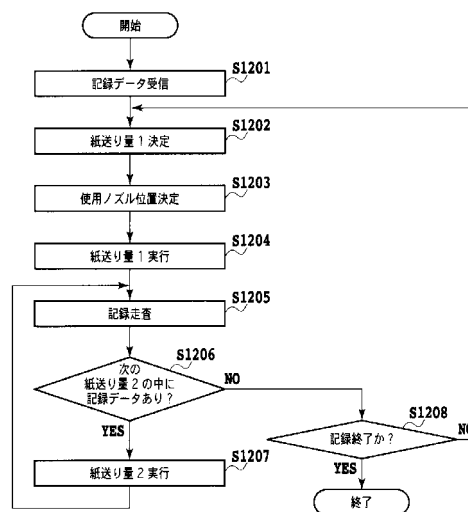 開始
S1201
記録データ受信
S1202
紙送り量1決定
S1203
使用ノズル位置決定
S1204
紙送り量1実行
S1205
記録走査
S1206
次の
紙送り量2の中に
記録データあり?
NO
YES
S1207
紙送り量2実行
S1208
記録終了か?
NO
YES
終了